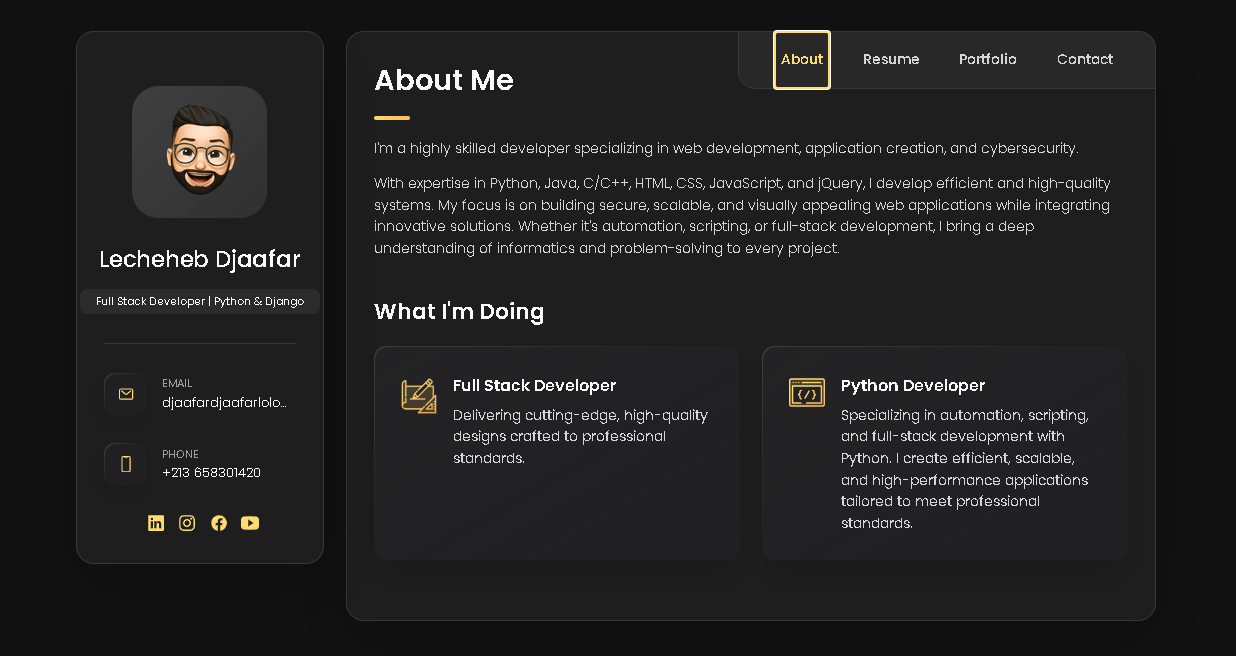 Lecheheb Djaafar
Full Stack Developer | Python & Django
EMAIL
djaafardjaafarlolo...
PHONE
+213 658301420
About
Resume
Portfolio
Contact
About Me
I'm a highly skilled developer specializing in web development, application creation, and cybersecurity.
With expertise in Python, Java, C/C++, HTML, CSS, JavaScript, and jQuery, I develop efficient and high-quality
systems. My focus is on building secure, scalable, and visually appealing web applications while integrating
innovative solutions. Whether it's automation, scripting, or full-stack development, I bring a deep
understanding of informatics and problem-solving to every project.
What I'm Doing
Full Stack Developer
Delivering cutting-edge, high-quality
designs crafted to professional
standards.
Python Developer
Specializing in automation, scripting,
and full-stack development with
Python. I create efficient, scalable,
and high-performance applications
tailored to meet professional
standards.